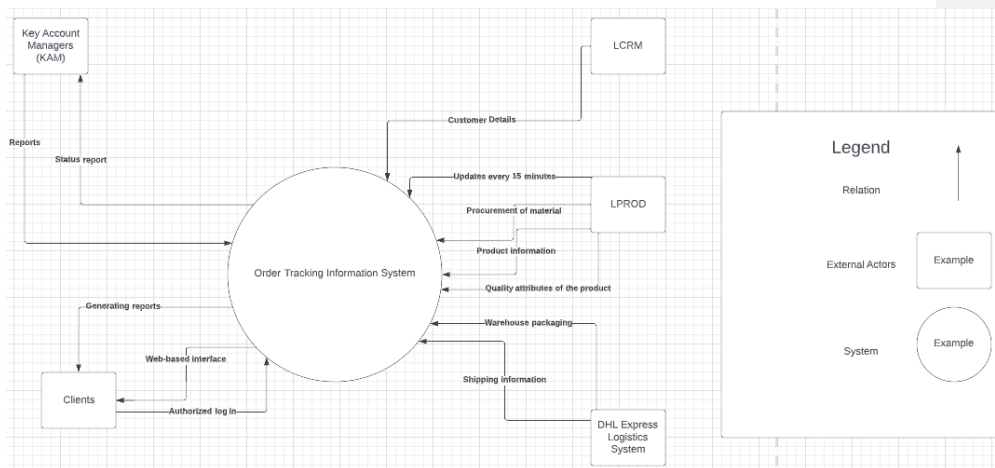 Key Account
Managers
(KAM)
LCRM
Customer Details
Reports
Status report
Updates every 15 minutes
LPROD
Procurement of material
Product information
Order Tracking Information System
Quality attributes of the product
Generating reports
Warehouse packaging
Web-based interface
Shipping information
Clients
Authorized log in
DHL Express
Logistics
System
Legend
Relation
External Actors
Example
System
Example